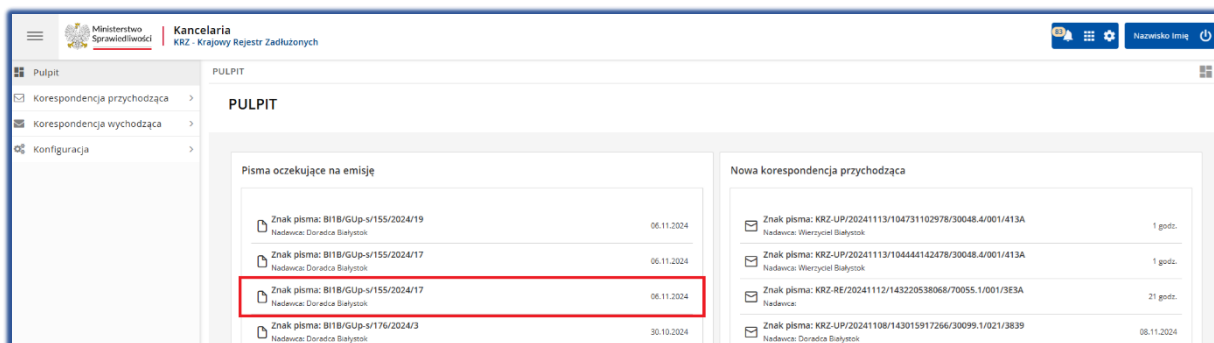 Ministerstwo
Sprawiedliwości
Kancelaria
KRZ - Krajowy Rejestr Zadłużonych
83
Nazwisko Imię
Pulpit
Korespondencja przychodząca
Korespondencja wychodząca
Konfiguracja
PULPIT
PULPIT
Pisma oczekujące na emisję
Znak pisma: BI1B/GUp-s/155/2024/19
Nadawca: Doradca Białystok
06.11.2024
Znak pisma: BI1B/GUp-s/155/2024/17
Nadawca: Doradca Białystok
06.11.2024
Znak pisma: BI1B/GUp-s/155/2024/17
Nadawca: Doradca Białystok
06.11.2024
Znak pisma: BI1B/GUp-s/176/2024/3
Nadawca: Doradca Białystok
30.10.2024
Nowa korespondencja przychodząca
Znak pisma: KRZ-UP/20241113/104731102978/30048.4/001/413A
Nadawca: Wierzyciel Białystok
1 godz.
Znak pisma: KRZ-UP/20241113/104444142478/30048.4/001/413A
Nadawca: Wierzyciel Białystok
1 godz.
Znak pisma: KRZ-RE/20241112/143220538068/70055.1/001/3E3A
Nadawca:
21 godz.
Znak pisma: KRZ-UP/20241108/143015917266/30099.1/021/3839
Nadawca: Doradca Białystok
08.11.2024